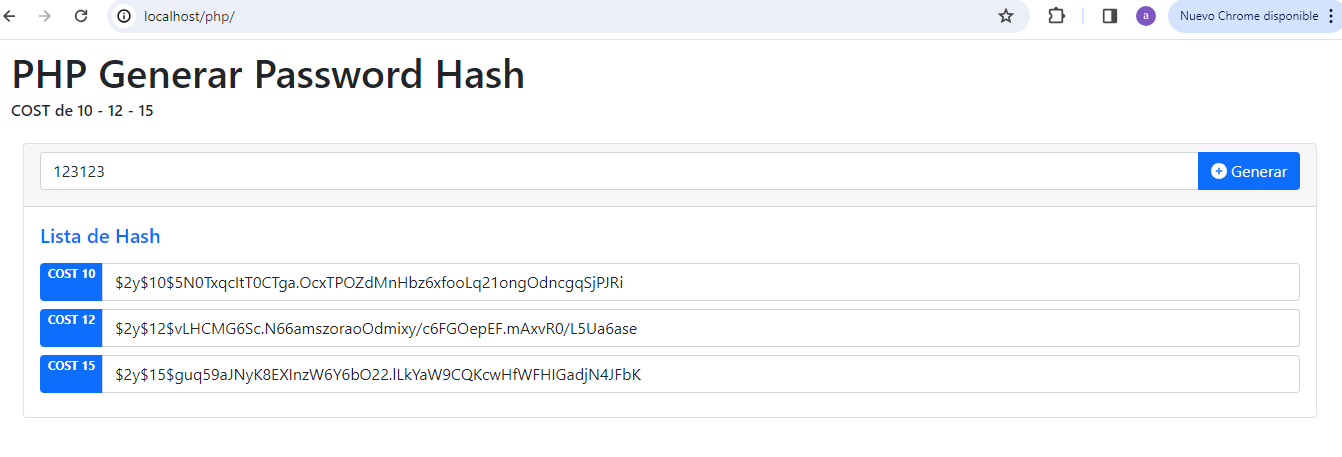 localhost/php/
a
Nuevo Chrome disponible
PHP Generar Password Hash
COST de 10 - 12 - 15
123123
Generar
Lista de Hash
COST 10 $2y$10$5N0TxqcItT0CTga.OcxTPOZdMnHbz6xfooLq21ongOdncgqSjPJRi
COST 12 $2y$12$vLHCMG6Sc.N66amszoraoOdmixy/c6FGOepEF.mAxvR0/L5Ua6ase
COST 15 $2y$15$guq59aJNyK8EXInzW6Y6bO22.lLkYaW9CQKcwHfWFHIGadjN4JFbK